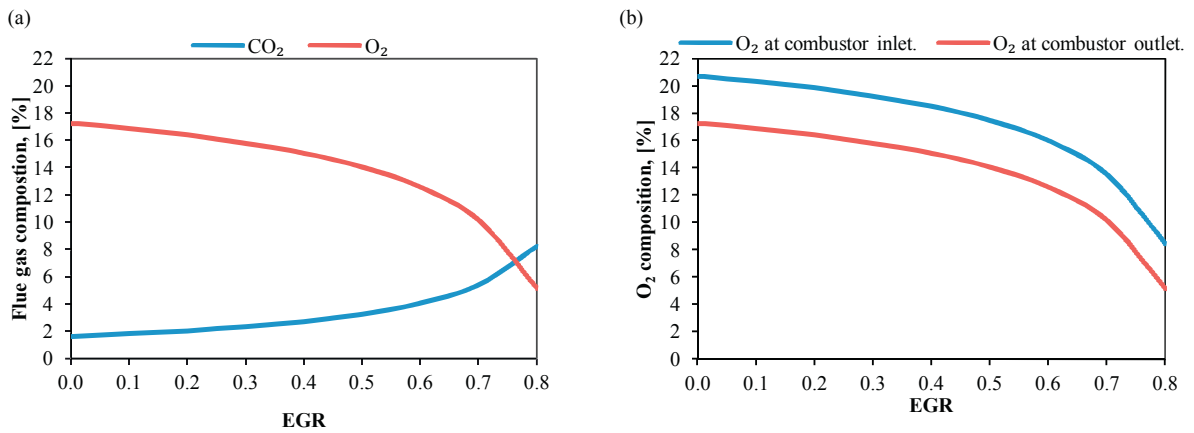 (a)
CO₂ O₂
Flue gas compostion, [%]
22
20
18
16
14
12
10
8
6
4
2
0
0.0 0.1 0.2 0.3 0.4 0.5 0.6 0.7 0.8
EGR
(b)
O₂ at combustor inlet. O₂ at combustor outlet.
O₂ composition, [%]
22
20
18
16
14
12
10
8
6
4
2
0
0.0 0.1 0.2 0.3 0.4 0.5 0.6 0.7 0.8
EGR